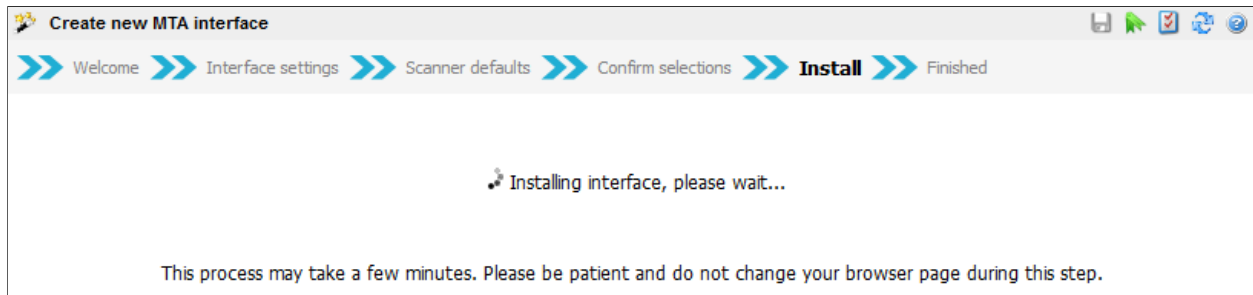 Create new MTA interface
Welcome Interface settings Scanner defaults Confirm selections Install Finished
Installing interface, please wait...
This process may take a few minutes. Please be patient and do not change your browser page during this step.